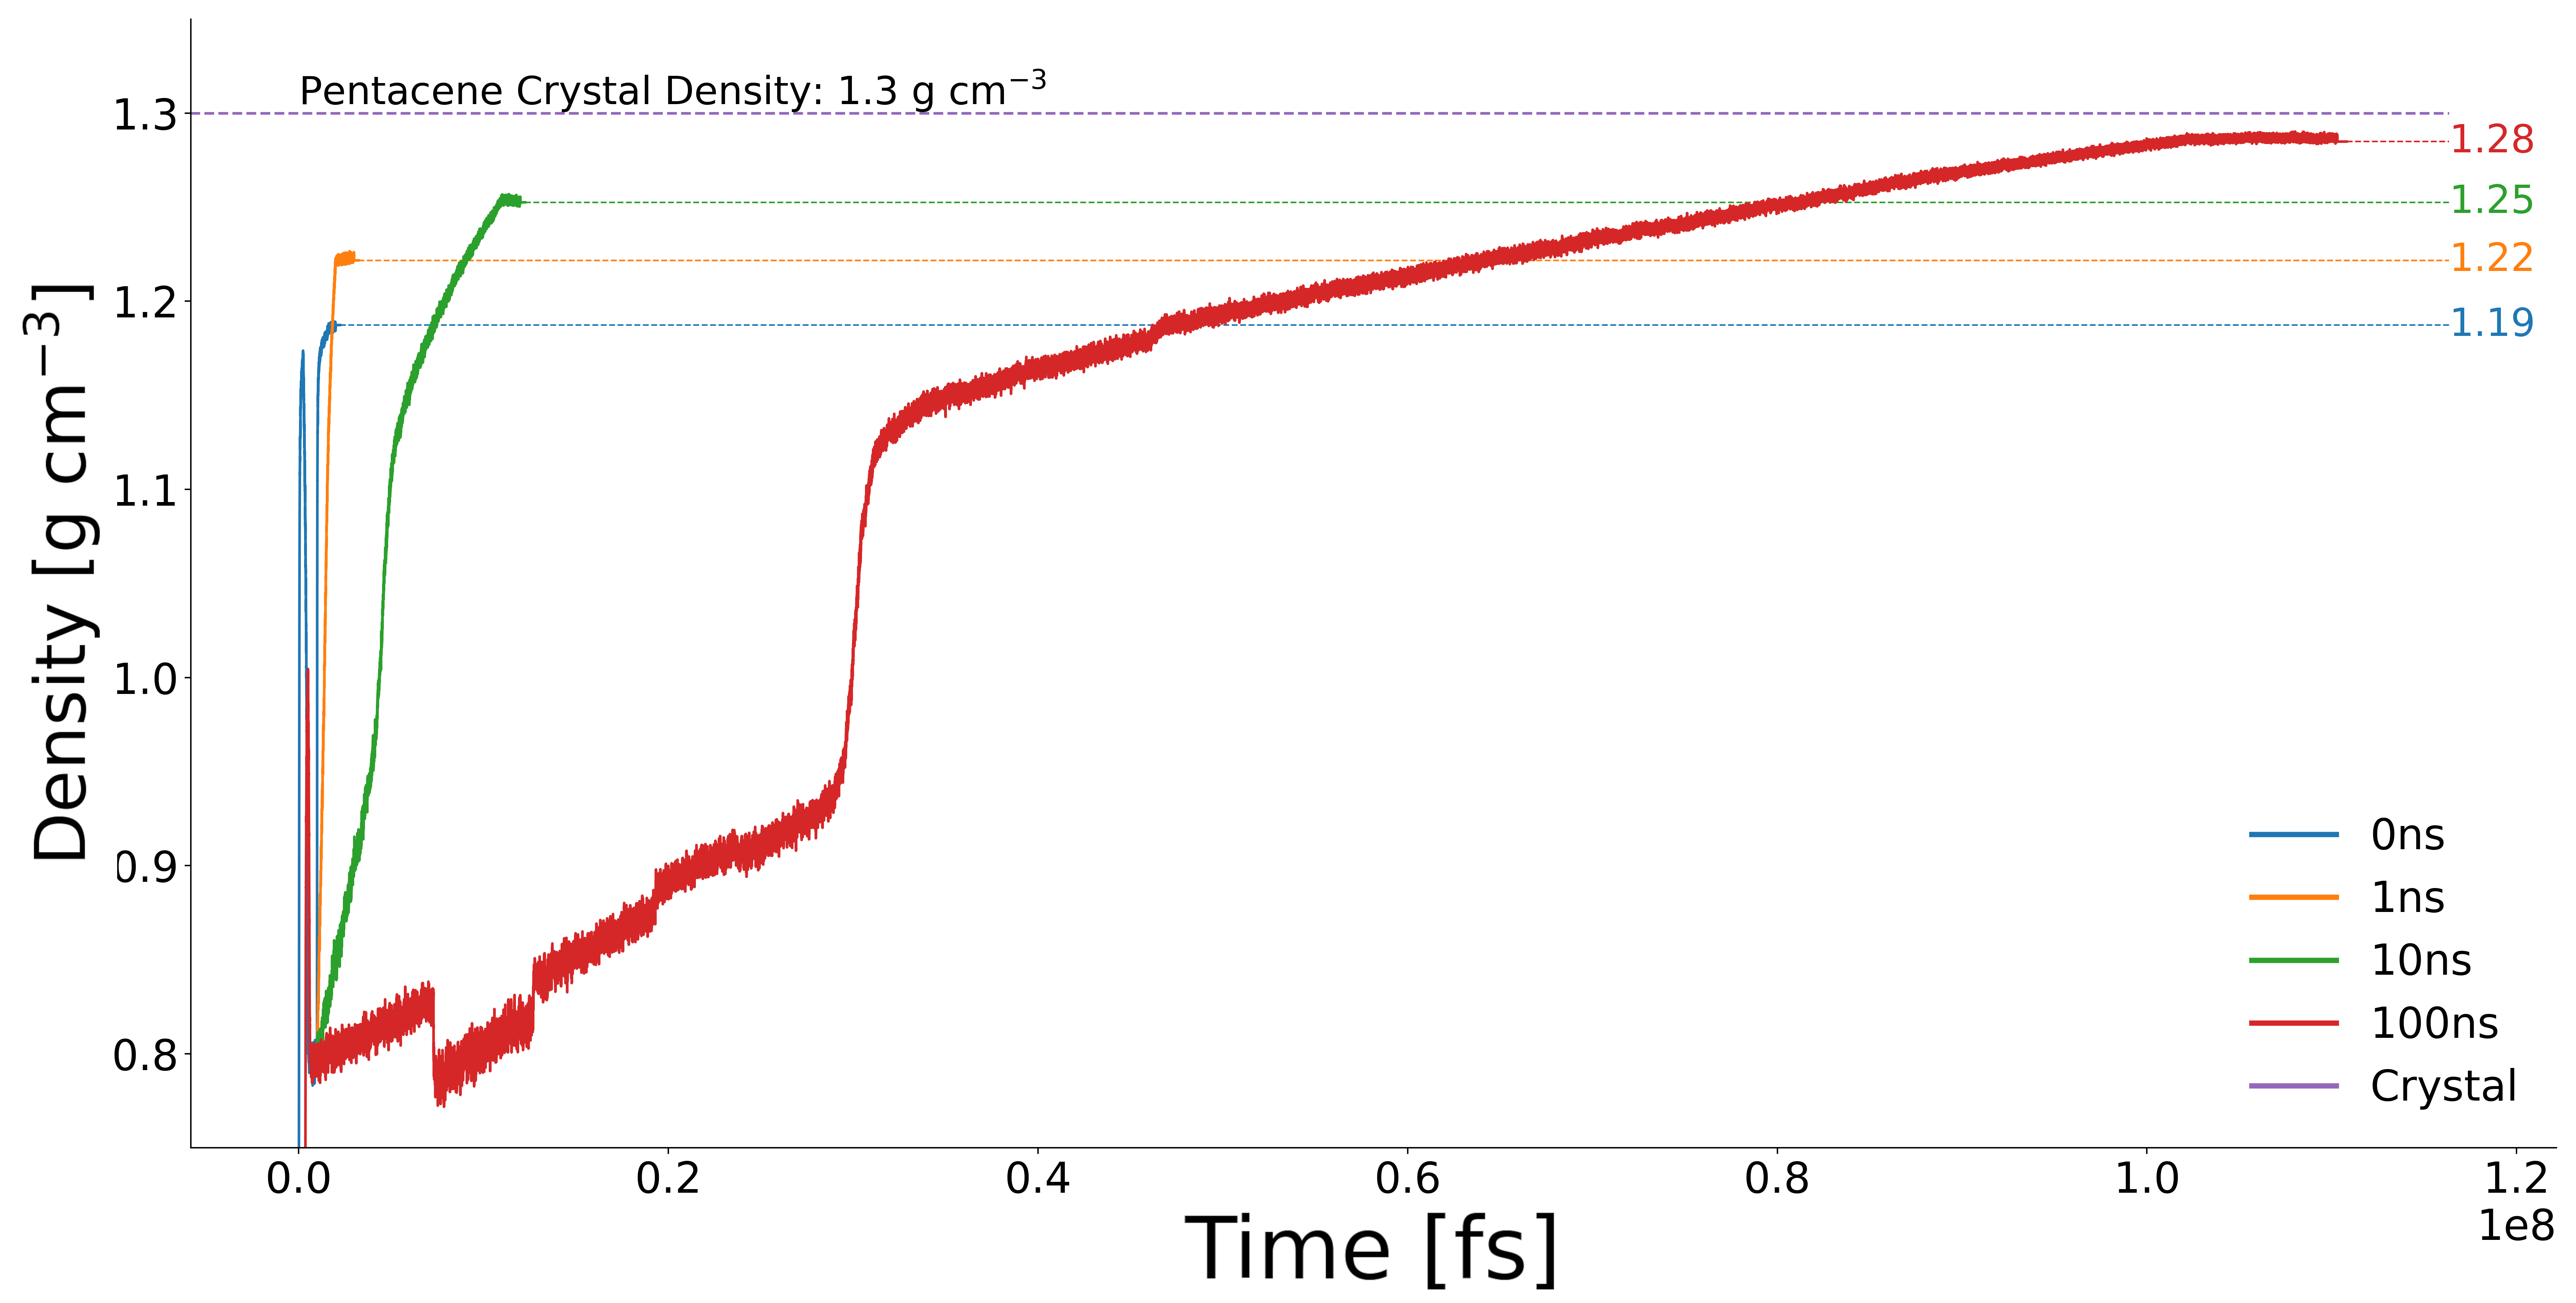 Pentacene Crystal Density: 1.3 g cm⁻³
1.3
1.28
1.25
1.22
1.2
1.19
1.1
1.0
0.9
0.8
Density [g cm⁻³]
0ns
1ns
10ns
100ns
Crystal
0.0 0.2 0.4 0.6 0.8 1.0 1.2
1e8
Time [fs]